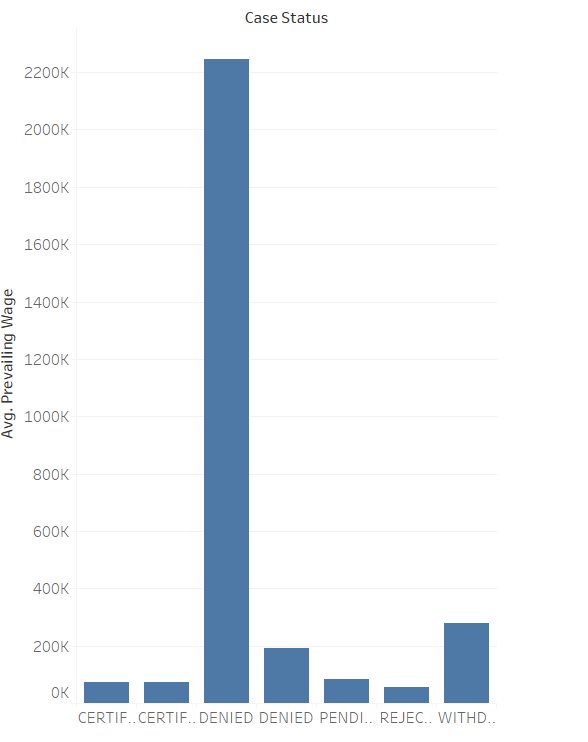 Case Status
Avg. Prevailing Wage
2200K
2000K
1800K
1600K
1400K
1200K
1000K
800K
600K
400K
200K
0K
CERTIF.. CERTIF.. DENIED DENIED PENDI.. REJEC.. WITHD..